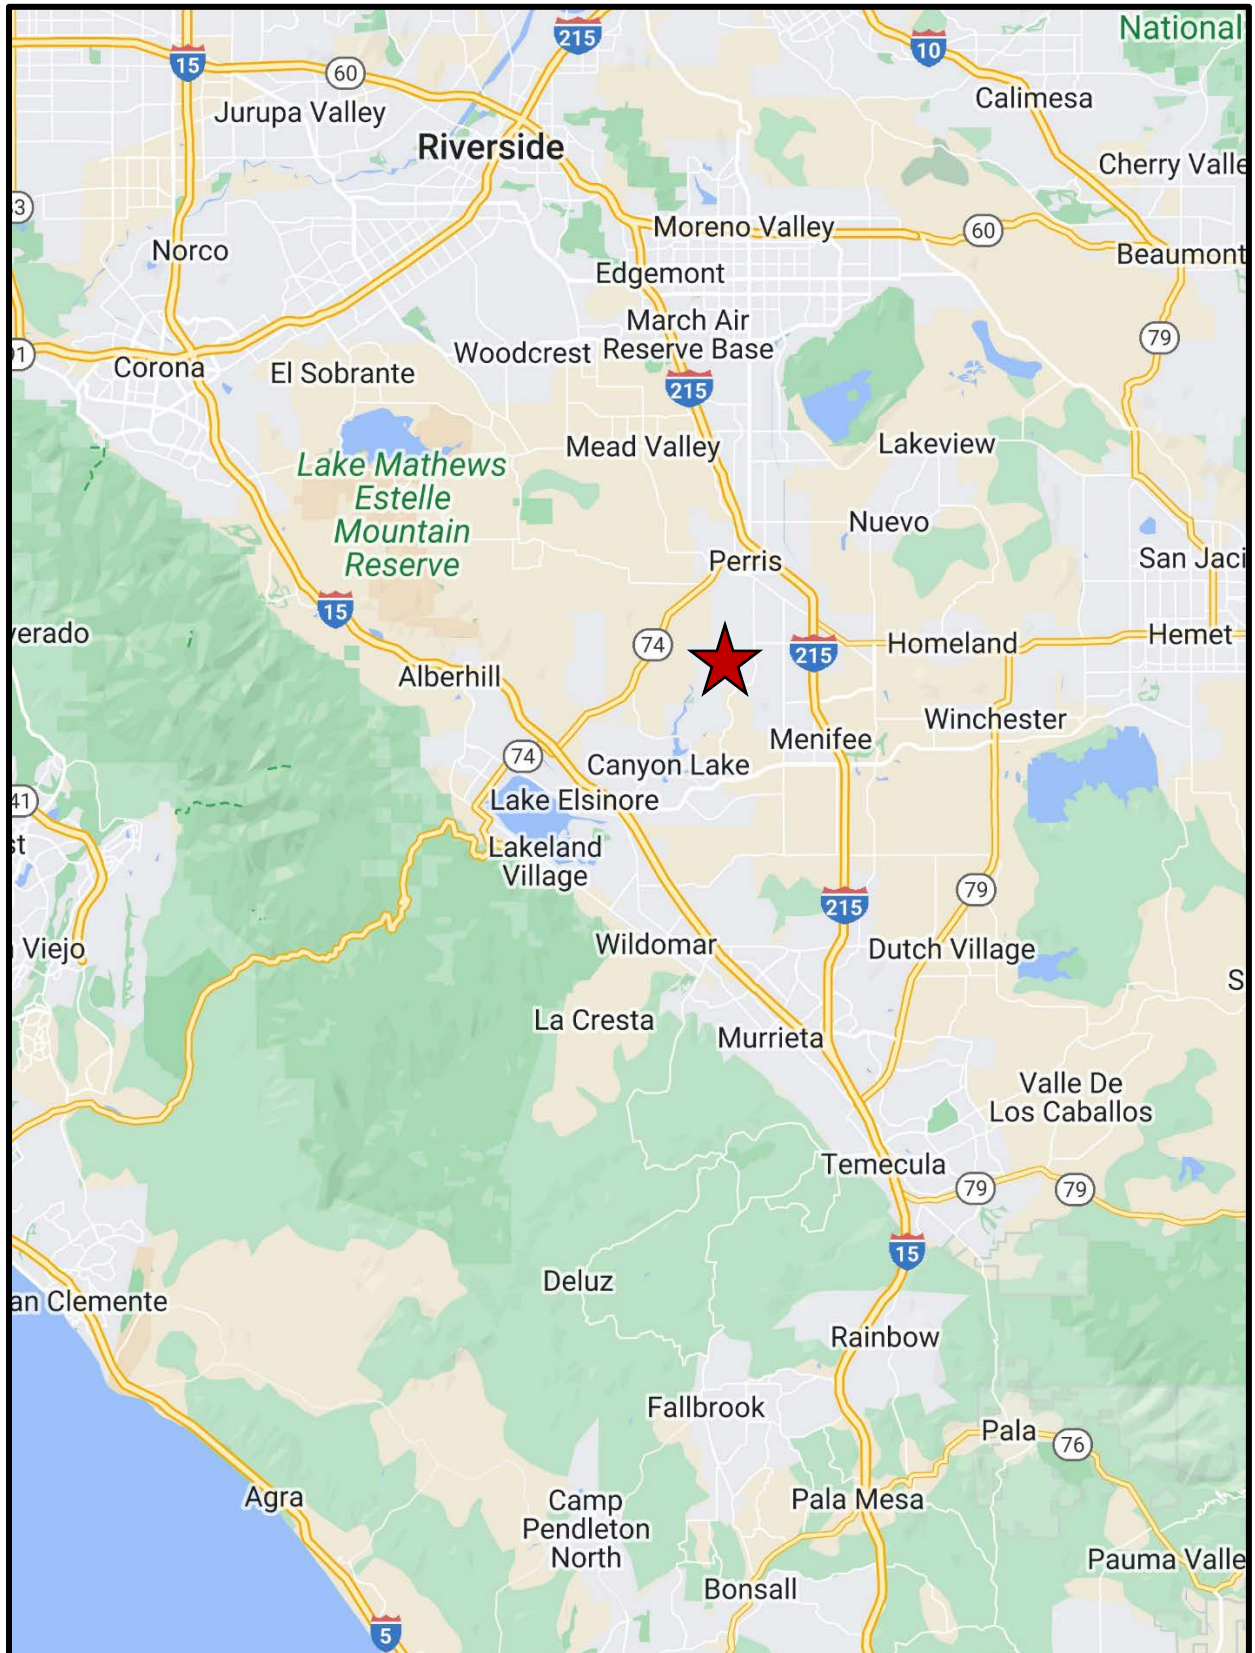 National
215
10
15
60
Calimesa
Jurupa Valley
Riverside
Cherry Valle
3
Moreno Valley
60
Norco
Beaumont
Edgemont
March Air
Reserve Base
79
Woodcrest
91
Corona
El Sobrante
215
Mead Valley
Lakeview
Lake Mathews
Estelle
Mountain
Reserve
Nuevo
Perris
San Jaci
15
verado
74
215
Homeland
Hemet
Alberhill
Winchester
Menifee
74
Canyon Lake
41
Lake Elsinore
st
Lakeland
Village
79
215
Viejo
Wildomar
Dutch Village
S
La Cresta
Murrieta
Valle De
Los Caballos
Temecula
79
79
15
Deluz
an Clemente
Rainbow
Fallbrook
Pala
76
Agra
Camp
Pendleton
North
Pala Mesa
Pauma Valle
Bonsall
5